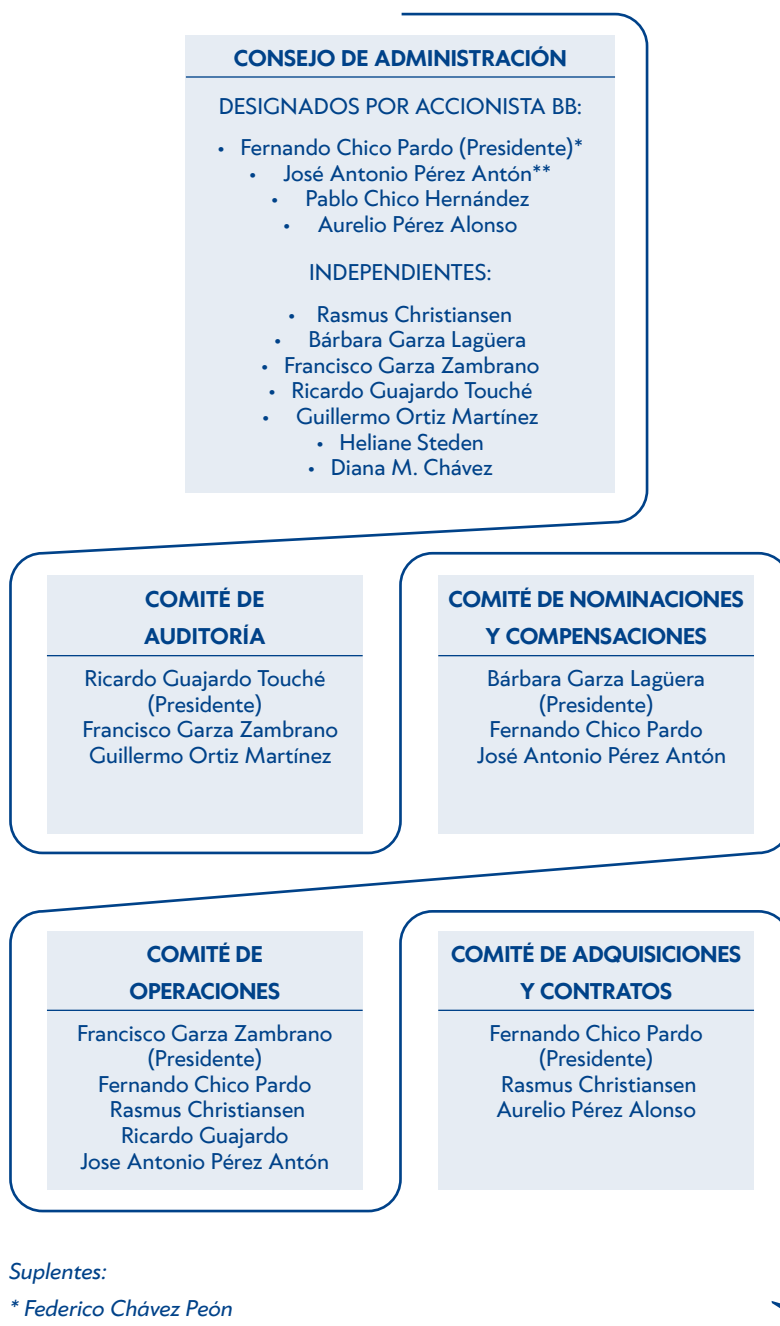 CONSEJO DE ADMINISTRACIÓN
DESIGNADOS POR ACCIONISTA BB:
• Fernando Chico Pardo (Presidente)*
• José Antonio Pérez Antón**
• Pablo Chico Hernández
• Aurelio Pérez Alonso
INDEPENDIENTES:
• Rasmus Christiansen
• Bárbara Garza Lagüera
• Francisco Garza Zambrano
• Ricardo Guajardo Touché
• Guillermo Ortiz Martínez
• Heliane Steden
• Diana M. Chávez
COMITÉ DE
AUDITORÍA
Ricardo Guajardo Touché
(Presidente)
Francisco Garza Zambrano
Guillermo Ortiz Martínez
COMITÉ DE NOMINACIONES
Y COMPENSACIONES
Bárbara Garza Lagüera
(Presidente)
Fernando Chico Pardo
José Antonio Pérez Antón
COMITÉ DE
OPERACIONES
Francisco Garza Zambrano
(Presidente)
Fernando Chico Pardo
Rasmus Christiansen
Ricardo Guajardo
Jose Antonio Pérez Antón
COMITÉ DE ADQUISICIONES
Y CONTRATOS
Fernando Chico Pardo
(Presidente)
Rasmus Christiansen
Aurelio Pérez Alonso
Suplentes:
* Federico Chávez Peón